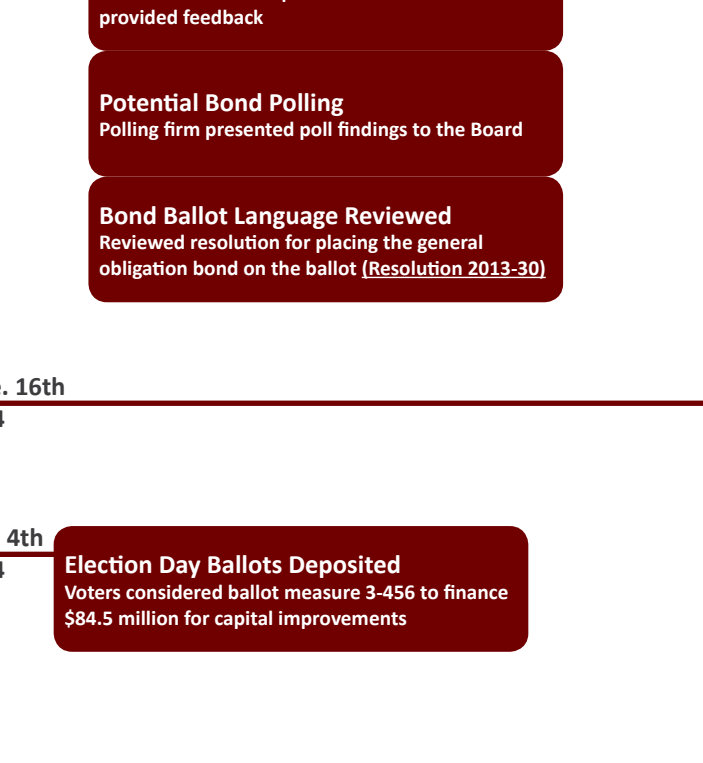 provided feedback
Potential Bond Polling
Polling firm presented poll findings to the Board
Bond Ballot Language Reviewed
Reviewed resolution for placing the general
obligation bond on the ballot (Resolution 2013-30)
. 16th
4th
Election Day Ballots Deposited
Voters considered ballot measure 3-456 to finance
$84.5 million for capital improvements